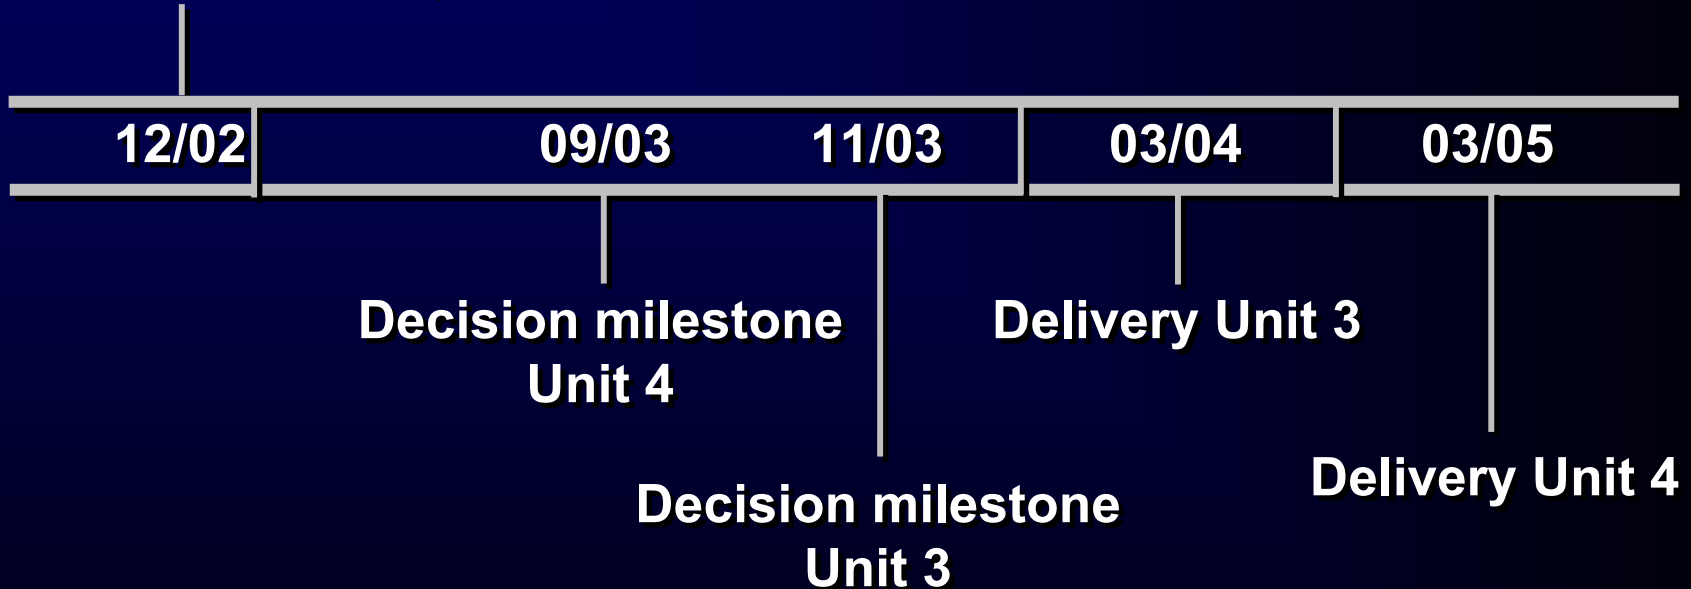 12/02 09/03 11/03 03/04 03/05
Decision milestone
Unit 4
Delivery Unit 3
Delivery Unit 4
Decision milestone
Unit 3